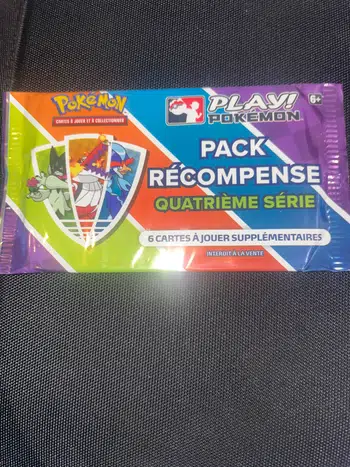 POKÉMON
CARTES À JOUER ET À COLLECTIONNER
PLAY!
POKÉMON
6+
PACK
RÉCOMPENSE
QUATRIÈME SÉRIE
6 CARTES À JOUER SUPPLÉMENTAIRES
INTERDIT À LA VENTE